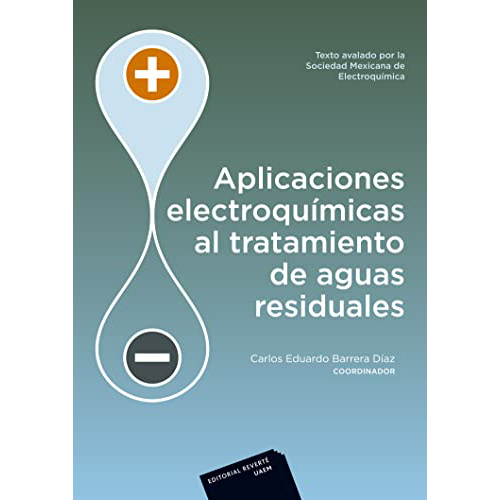 Texto avalado por la
Sociedad Mexicana de
Electroquímica
Aplicaciones
electroquímicas
al tratamiento
de aguas
residuales
Carlos Eduardo Barrera Díaz
COORDINADOR
EDITORIAL REVERTÉ
UAEM